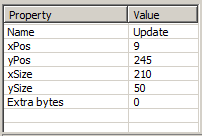 Property Value
Name Update
xPos 9
yPos 245
xSize 210
ySize 50
Extra bytes 0